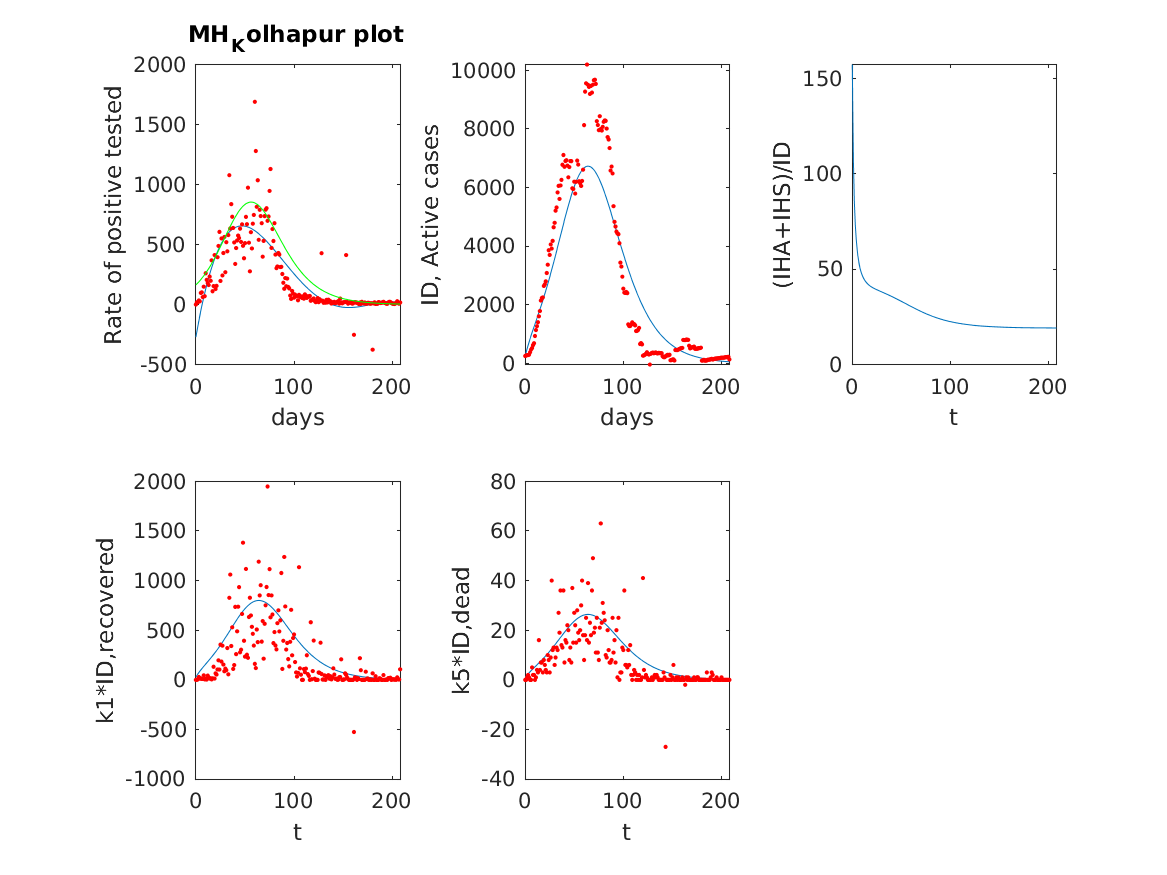 MHKolhapur plot
2000
1500
1000
500
0
-500
0 100 200
days
Rate of positive tested
10000
8000
6000
4000
2000
0
0 100 200
days
ID, Active cases
150
100
50
0
0 100 200
t
(IHA+IHS)/ID
2000
1500
1000
500
0
-500
-1000
0 100 200
t
k1*ID,recovered
80
60
40
20
0
-20
-40
0 100 200
t
k5*ID,dead